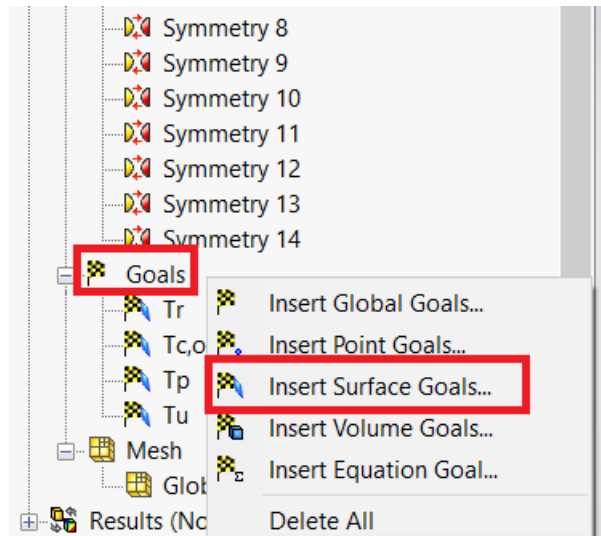 Symmetry 8
Symmetry 9
Symmetry 10
Symmetry 11
Symmetry 12
Symmetry 13
Symmetry 14
Goals
Tr
Insert Global Goals...
Tc,o
Insert Point Goals...
Tp
Insert Surface Goals...
Tu
Insert Volume Goals...
Mesh
Insert Equation Goal...
Glob
Results (No
Delete All